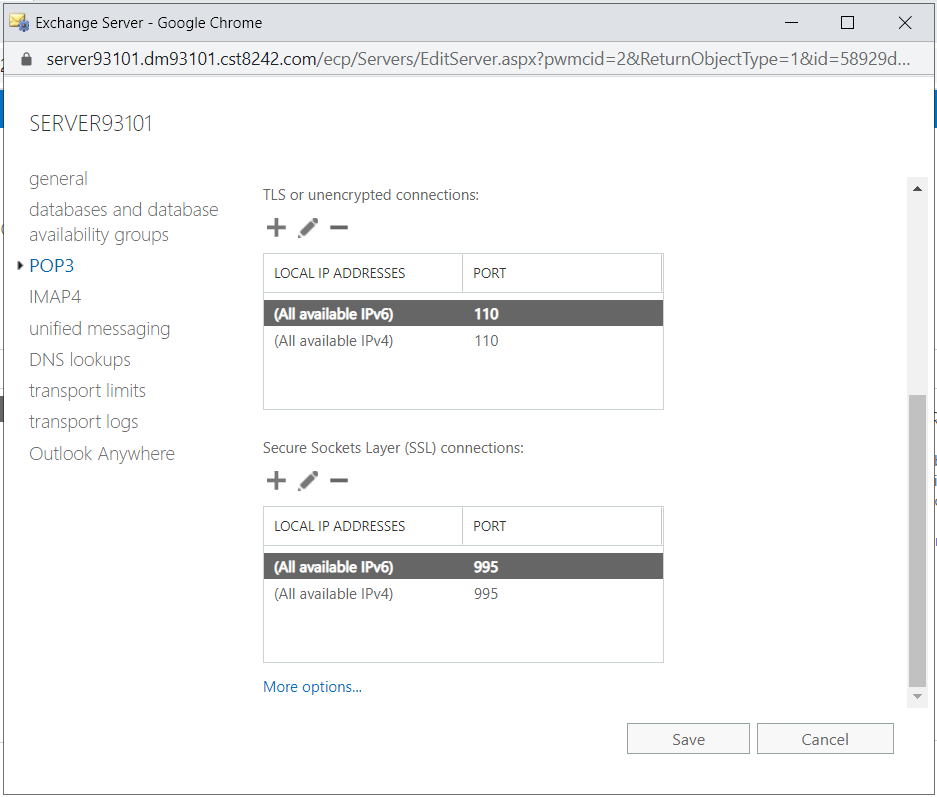 Exchange Server - Google Chrome
server93101.dm93101.cst8242.com/ecp/Servers/EditServer.aspx?pwmcid=2&ReturnObjectType=1&id=58929d...
SERVER93101
general
databases and database
availability groups
POP3
IMAP4
unified messaging
DNS lookups
transport limits
transport logs
Outlook Anywhere
TLS or unencrypted connections:
LOCAL IP ADDRESSES PORT
(All available IPv6) 110
(All available IPv4) 110
Secure Sockets Layer (SSL) connections:
LOCAL IP ADDRESSES PORT
(All available IPv6) 995
(All available IPv4) 995
More options...
Save Cancel